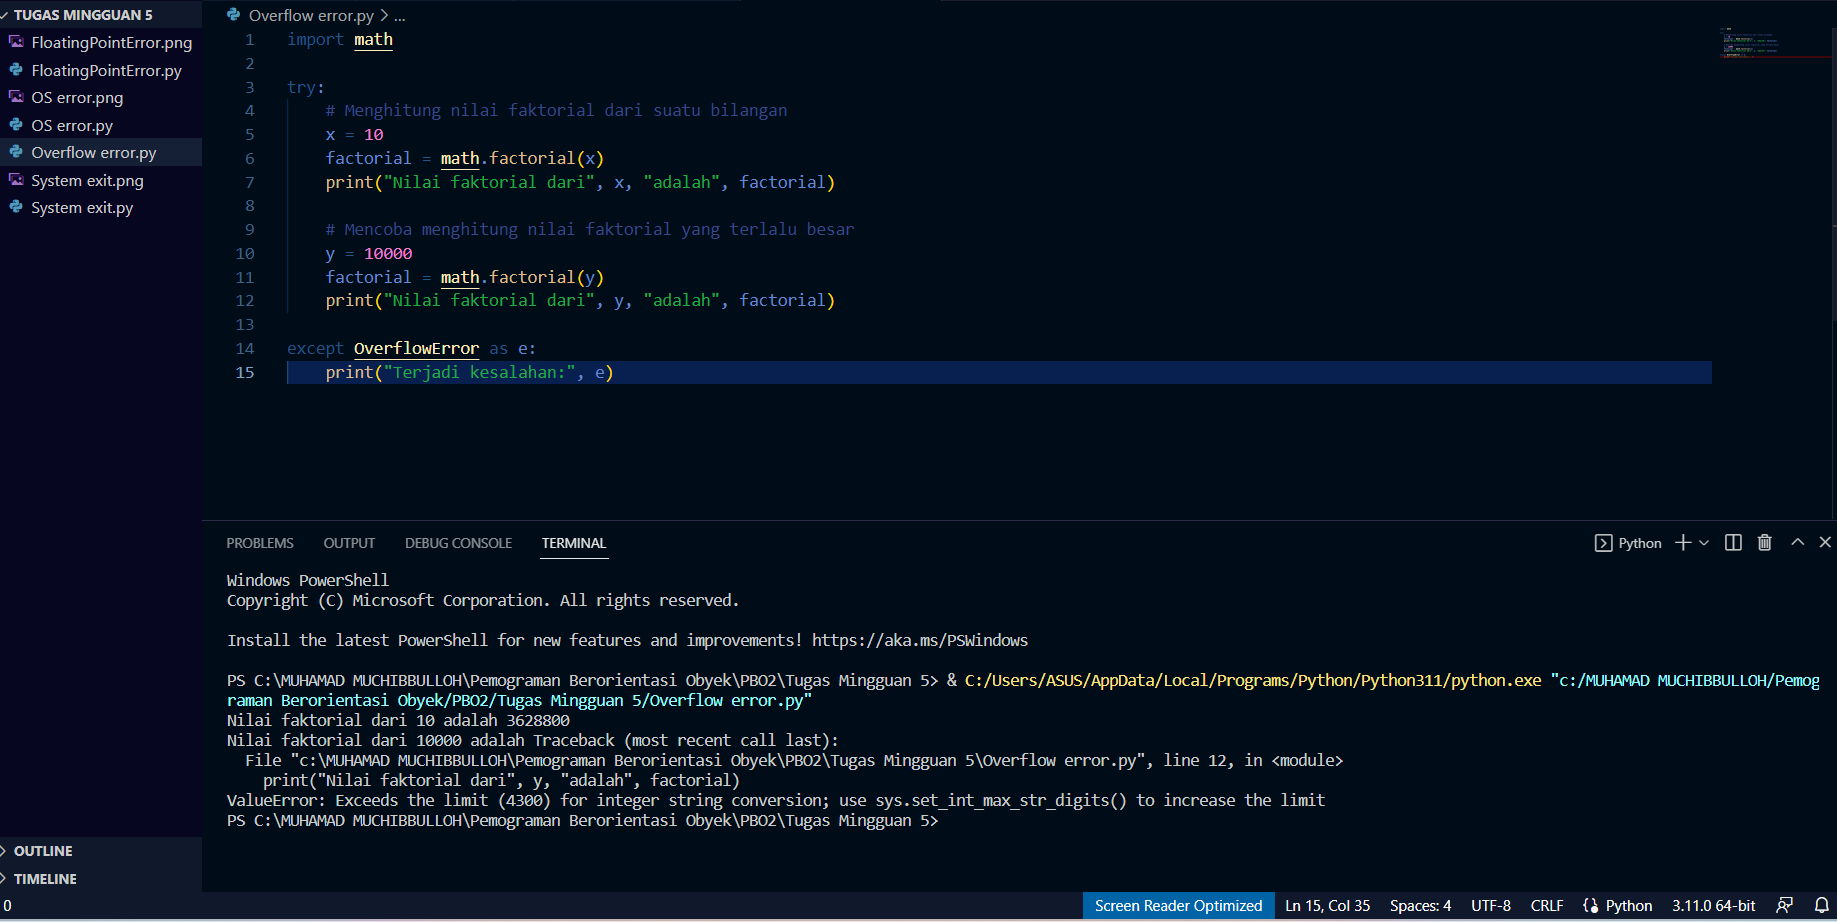 TUGAS MINGGUAN 5
FloatingPointError.png
FloatingPointError.py
OS error.png
OS error.py
Overflow error.py
System exit.png
System exit.py
OUTLINE
TIMELINE
Overflow error.py > ...
1 import math
2
3 try:
4 # Menghitung nilai faktorial dari suatu bilangan
5 x = 10
6 factorial = math.factorial(x)
7 print("Nilai faktorial dari", x, "adalah", factorial)
8
9 # Mencoba menghitung nilai faktorial yang terlalu besar
10 y = 10000
11 factorial = math.factorial(y)
12 print("Nilai faktorial dari", y, "adalah", factorial)
13
14 except OverflowError as e:
15 print("Terjadi kesalahan:", e)
PROBLEMS OUTPUT DEBUG CONSOLE TERMINAL Python
Windows PowerShell
Copyright (C) Microsoft Corporation. All rights reserved.
Install the latest PowerShell for new features and improvements! https://aka.ms/PSWindows
PS C:\MUHAMAD MUCHIBBULLOH\Pemograman Berorientasi Obyek\PBO2\Tugas Mingguan 5> & C:/Users/ASUS/AppData/Local/Programs/Python/Python311/python.exe "c:/MUHAMAD MUCHIBBULLOH/Pemog
raman Berorientasi Obyek/PBO2/Tugas Mingguan 5/Overflow error.py"
Nilai faktorial dari 10 adalah 3628800
Nilai faktorial dari 10000 adalah Traceback (most recent call last):
File "c:\MUHAMAD MUCHIBBULLOH\Pemograman Berorientasi Obyek\PBO2\Tugas Mingguan 5\Overflow error.py", line 12, in <module>
print("Nilai faktorial dari", y, "adalah", factorial)
ValueError: Exceeds the limit (4300) for integer string conversion; use sys.set_int_max_str_digits() to increase the limit
PS C:\MUHAMAD MUCHIBBULLOH\Pemograman Berorientasi Obyek\PBO2\Tugas Mingguan 5>
0 Screen Reader Optimized Ln 15, Col 35 Spaces: 4 UTF-8 CRLF Python 3.11.0 64-bit